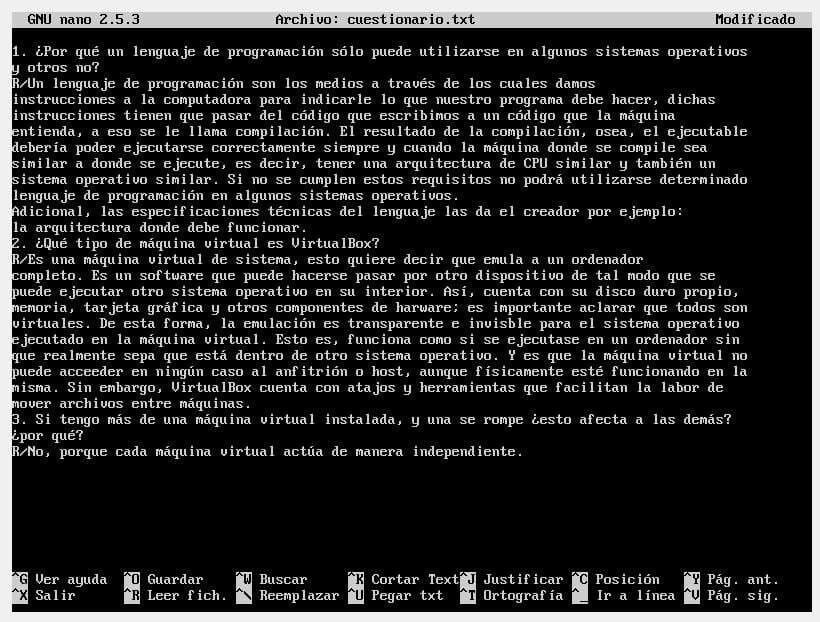 GNU nano 2.5.3 Archivo: cuestionario.txt Modificado
1. ¿Por qué un lenguaje de programación sólo puede utilizarse en algunos sistemas operativos
y otros no?
R/Un lenguaje de programación son los medios a través de los cuales damos
instrucciones a la computadora para indicarle lo que nuestro programa debe hacer, dichas
instrucciones tienen que pasar del código que escribimos a un código que la máquina
entienda, a eso se le llama compilación. El resultado de la compilación, osea, el ejecutable
debería poder ejecutarse correctamente siempre y cuando la máquina donde se compile sea
similar a donde se ejecute, es decir, tener una arquitectura de CPU similar y también un
sistema operativo similar. Si no se cumplen estos requisitos no podrá utilizarse determinado
lenguaje de programación en algunos sistemas operativos.
Adicional, las especificaciones técnicas del lenguaje las da el creador por ejemplo:
la arquitectura donde debe funcionar.
2. ¿Qué tipo de máquina virtual es VirtualBox?
R/Es una máquina virtual de sistema, esto quiere decir que emula a un ordenador
completo. Es un software que puede hacerse pasar por otro dispositivo de tal modo que se
puede ejecutar otro sistema operativo en su interior. Así, cuenta con su disco duro propio,
memoria, tarjeta gráfica y otros componentes de harware; es importante aclarar que todos son
virtuales. De esta forma, la emulación es transparente e invisble para el sistema operativo
ejecutado en la máquina virtual. Esto es, funciona como si se ejecutase en un ordenador sin
que realmente sepa que está dentro de otro sistema operativo. Y es que la máquina virtual no
puede acceeder en ningún caso al anfitrión o host, aunque físicamente esté funcionando en la
misma. Sin embargo, VirtualBox cuenta con atajos y herramientas que facilitan la labor de
mover archivos entre máquinas.
3. Si tengo más de una máquina virtual instalada, y una se rompe ¿esto afecta a las demás?
¿por qué?
R/No, porque cada máquina virtual actúa de manera independiente.
^G Ver ayuda ^O Guardar ^W Buscar ^K Cortar Text ^J Justificar ^C Posición ^Y Pág. ant.
^X Salir ^R Leer fich. ^\ Reemplazar ^U Pegar txt ^T Ortografía ^_ Ir a línea ^V Pág. sig.